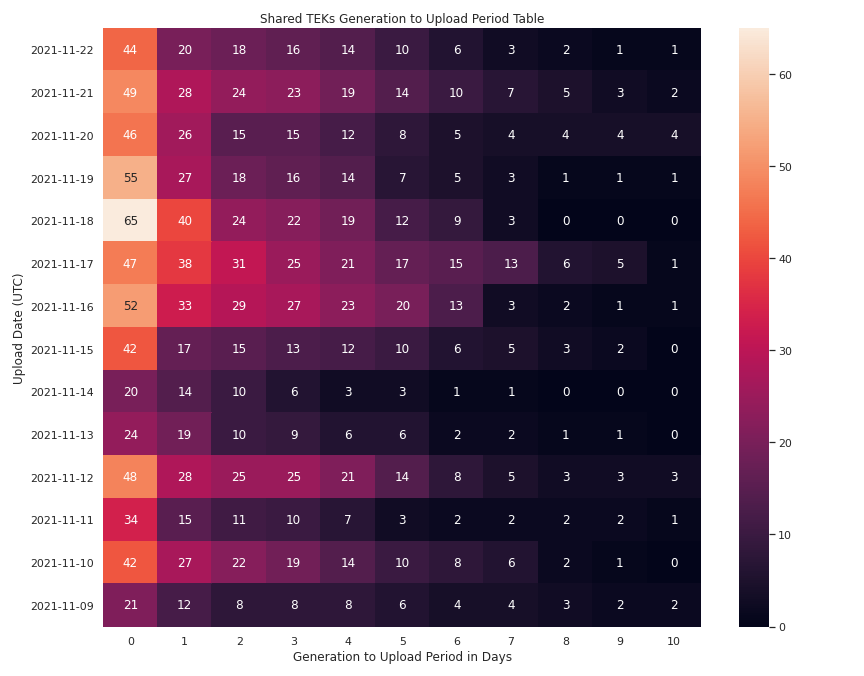 Shared TEKs Generation to Upload Period Table
Upload Date (UTC)
2021-11-22 44 20 18 16 14 10 6 3 2 1 1
2021-11-21 49 28 24 23 19 14 10 7 5 3 2
2021-11-20 46 26 15 15 12 8 5 4 4 4 4
2021-11-19 55 27 18 16 14 7 5 3 1 1 1
2021-11-18 65 40 24 22 19 12 9 3 0 0 0
2021-11-17 47 38 31 25 21 17 15 13 6 5 1
2021-11-16 52 33 29 27 23 20 13 3 2 1 1
2021-11-15 42 17 15 13 12 10 6 5 3 2 0
2021-11-14 20 14 10 6 3 3 1 1 0 0 0
2021-11-13 24 19 10 9 6 6 2 2 1 1 0
2021-11-12 48 28 25 25 21 14 8 5 3 3 3
2021-11-11 34 15 11 10 7 3 2 2 2 2 1
2021-11-10 42 27 22 19 14 10 8 6 2 1 0
2021-11-09 21 12 8 8 8 6 4 4 3 2 2
0 1 2 3 4 5 6 7 8 9 10
Generation to Upload Period in Days
60
50
40
30
20
10
0